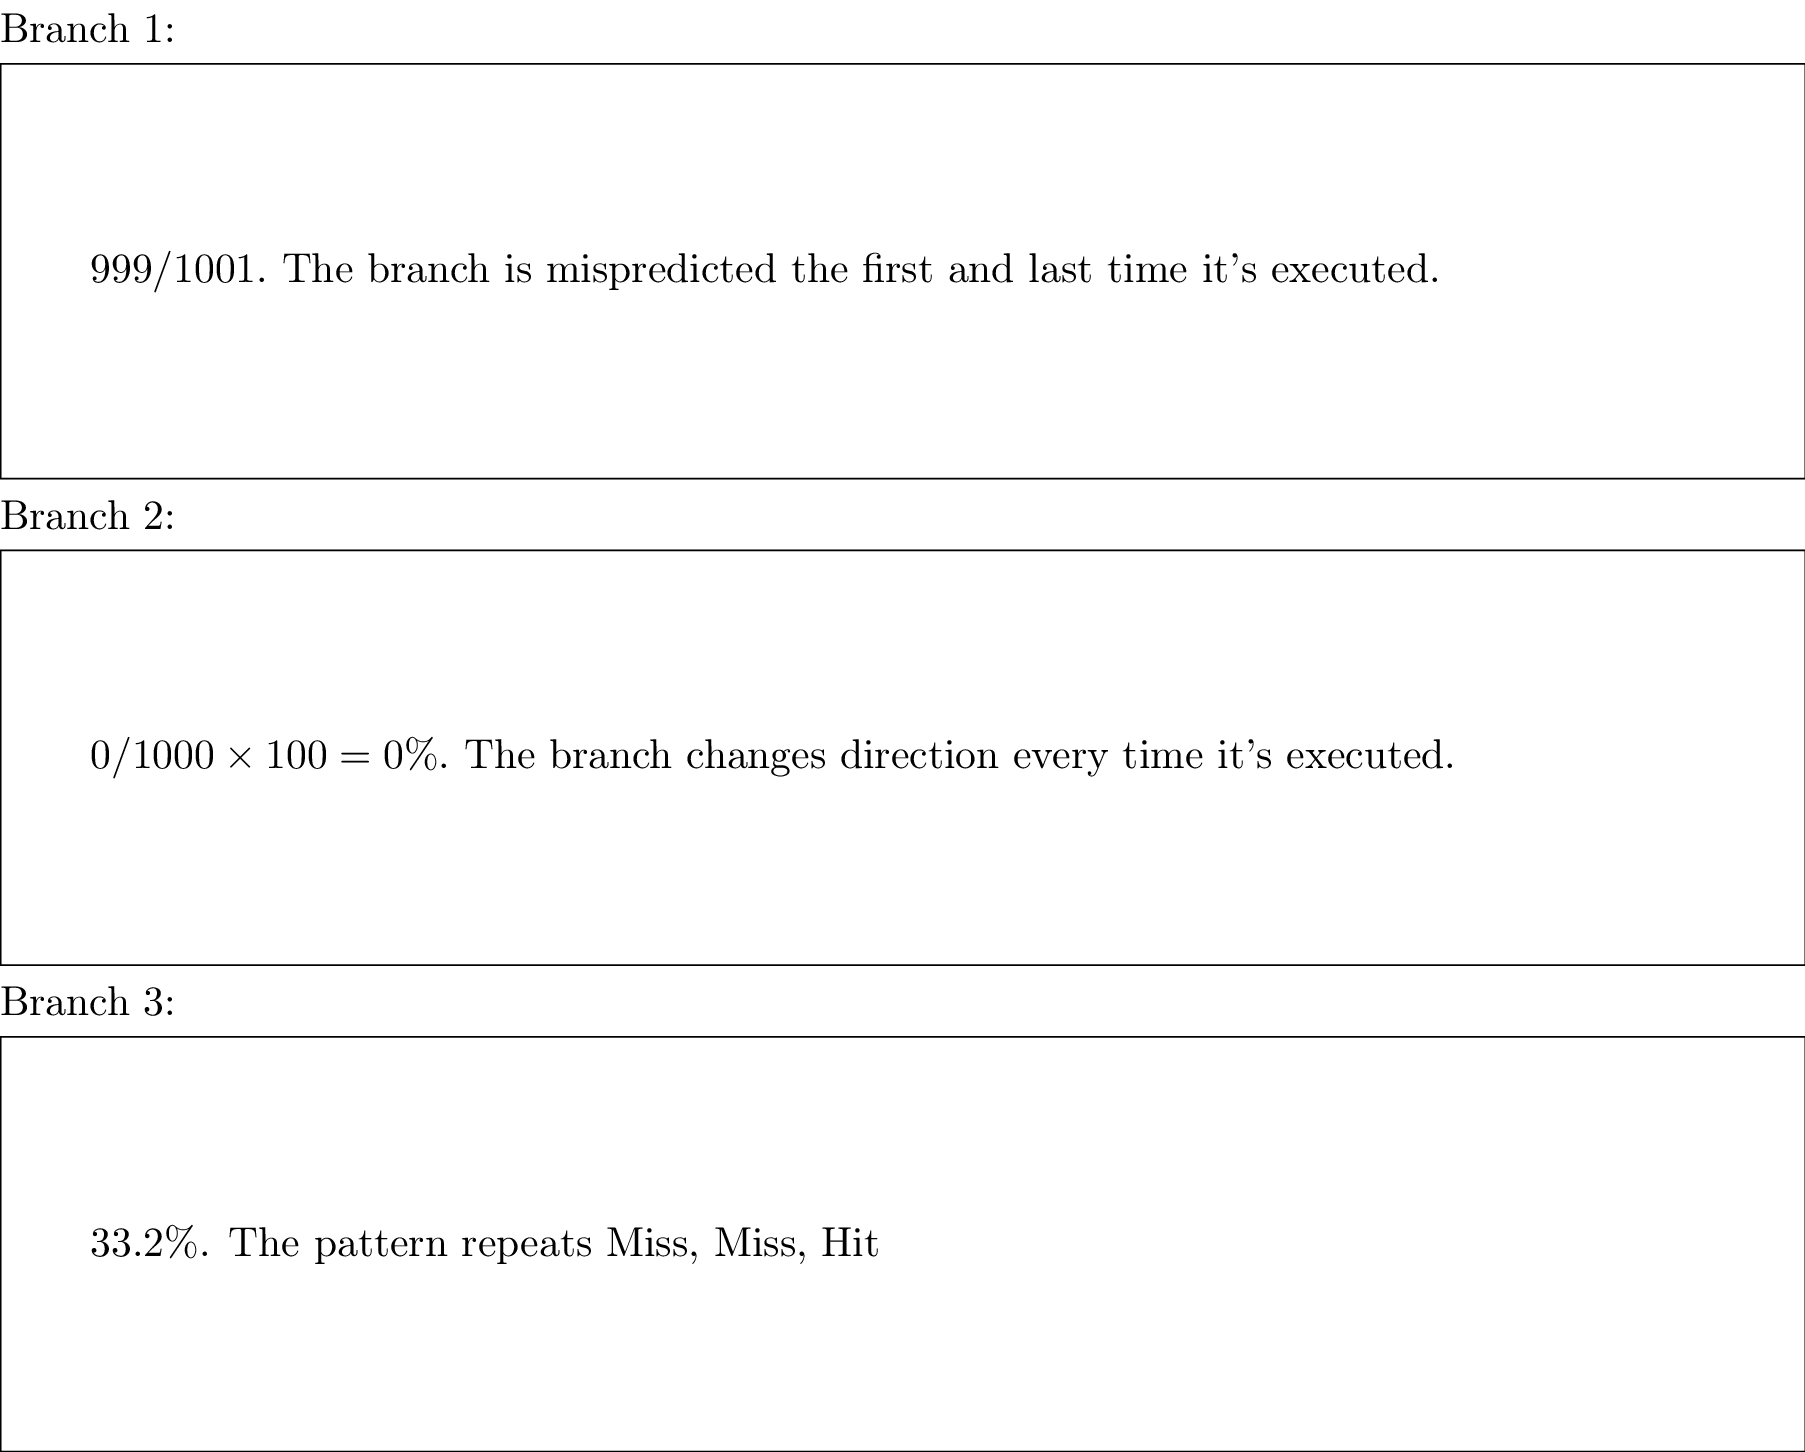 Branch 1:
999/1001. The branch is mispredicted the first and last time it's executed.
Branch 2:
0/1000 × 100 = 0%. The branch changes direction every time it's executed.
Branch 3:
33.2%. The pattern repeats Miss, Miss, Hit